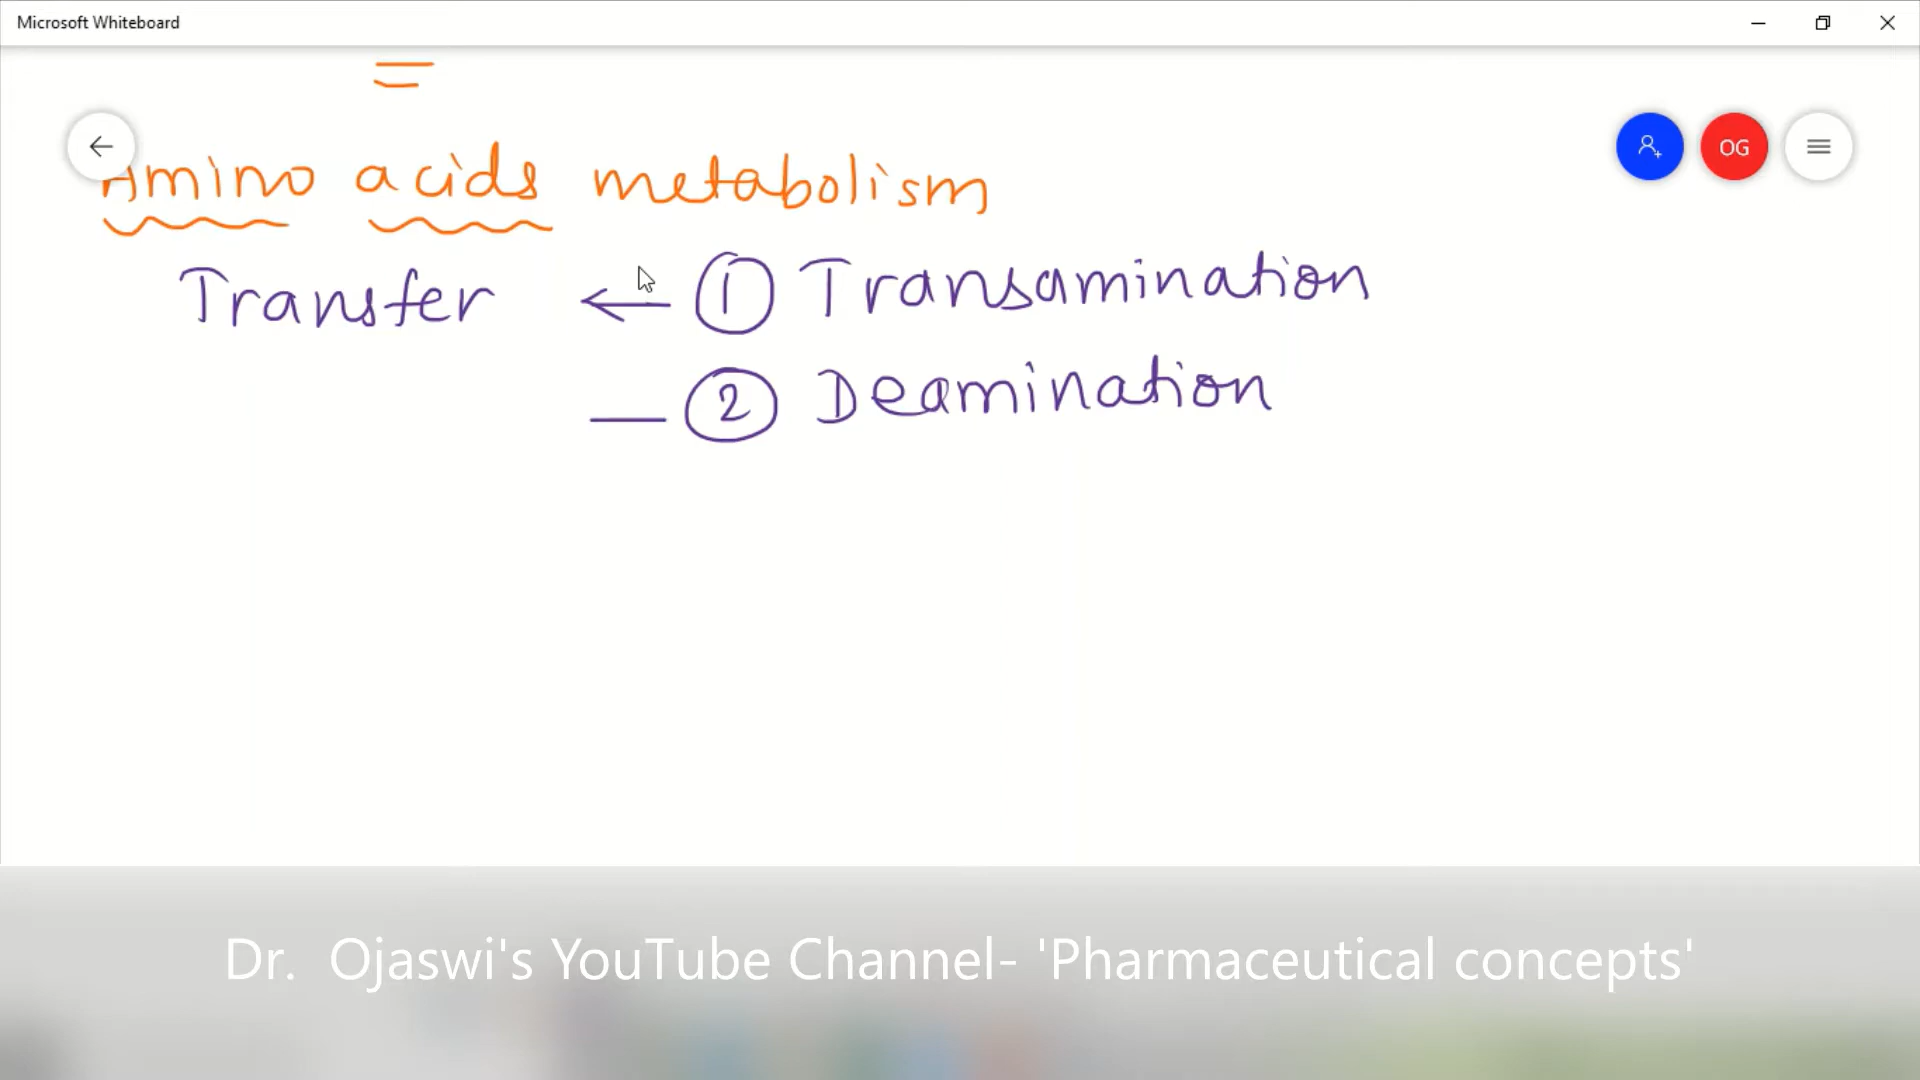 Microsoft Whiteboard
OG
Amino acids metabolism
Transfer ← ① Transamination
— ② Deamination
Dr. Ojaswi's YouTube Channel- 'Pharmaceutical concepts'